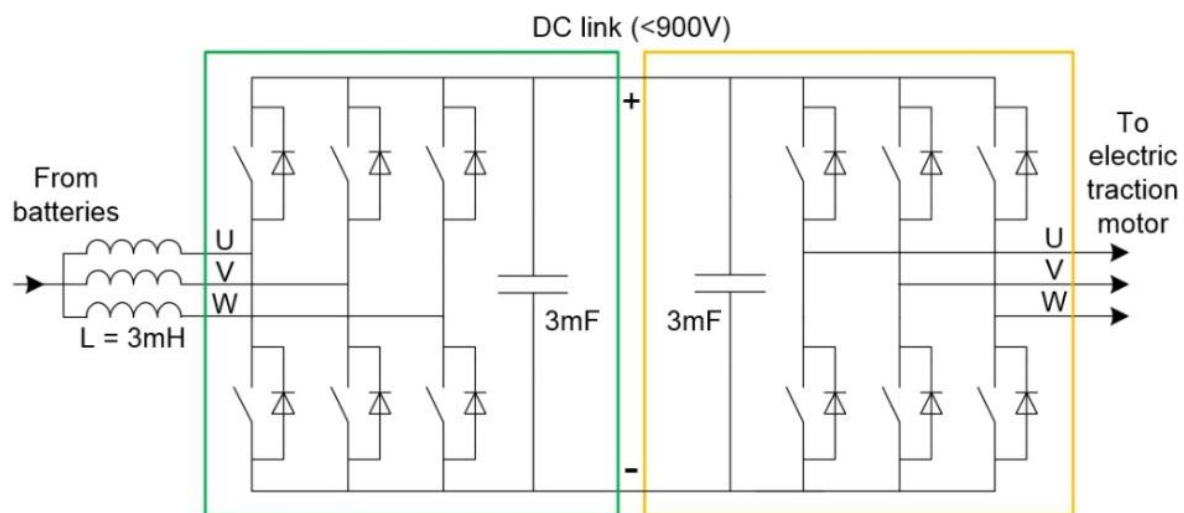 DC link (<900V)
+
From
batteries
U
V
W
L = 3mH
3mF
3mF
-
To
electric
traction
motor
U
V
W